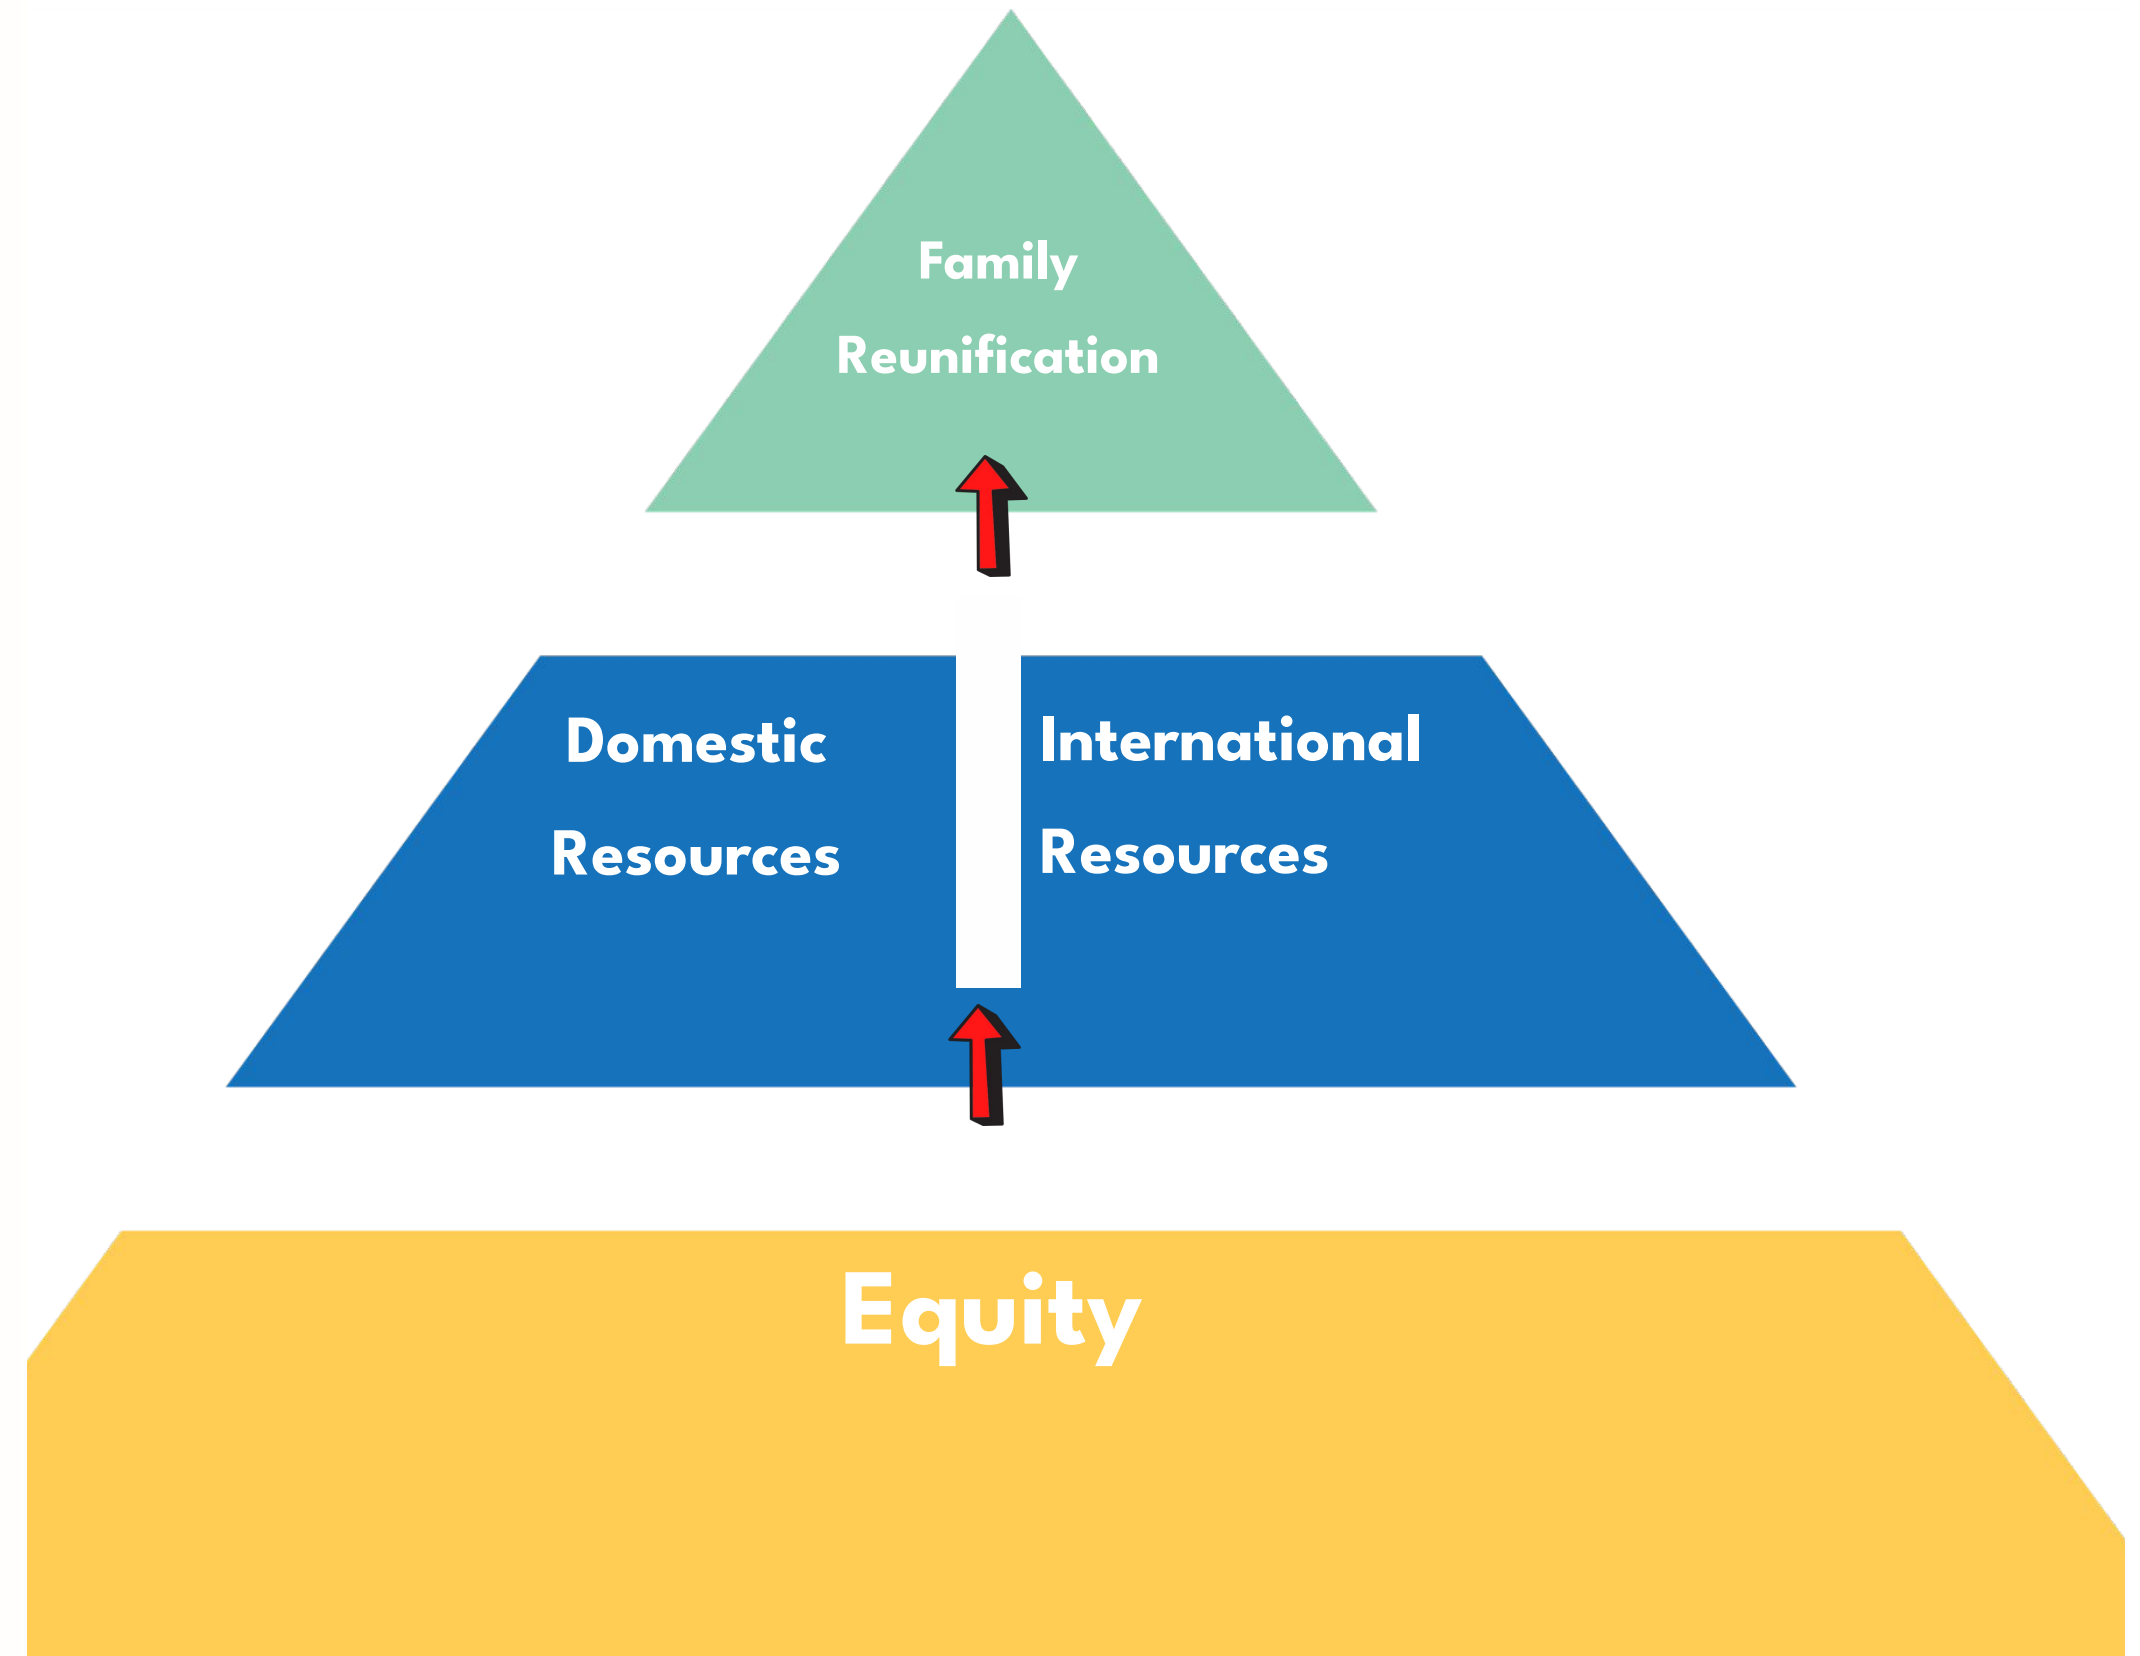 Family
Reunification
Domestic
Resources
International
Resources
Equity